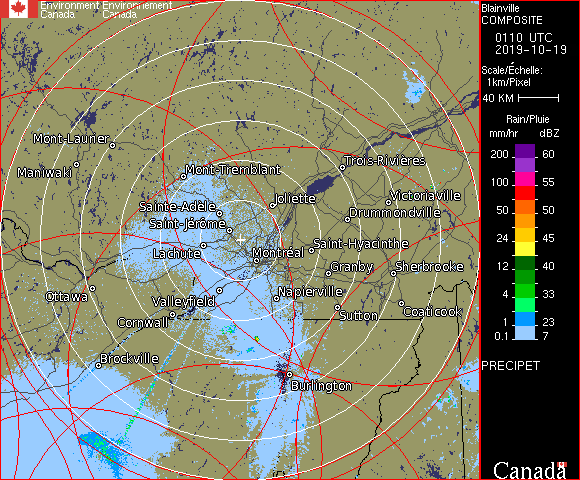 Environment Environnement
Canada Canada
Blainville
COMPOSITE
0110 UTC
2019-10-19
Scale/Échelle:
1km/Pixel
40 KM
Rain/Pluie
mm/hr dBZ
200 60
100 55
50 50
24 45
12 40
4 33
1 23
0.1 7
PRECIPET
Canada
Mont-Laurier
Maniwaki
Mont-Tremblant
Trois-Rivières
Sainte-Adèle
Joliette
Victoriaville
Drummondville
Saint-Jérôme
Lachute
Montréal
Saint-Hyacinthe
Granby
Sherbrooke
Ottawa
Valleyfield
Napierville
Cornwall
Sutton
Coaticook
Brockville
Burlington